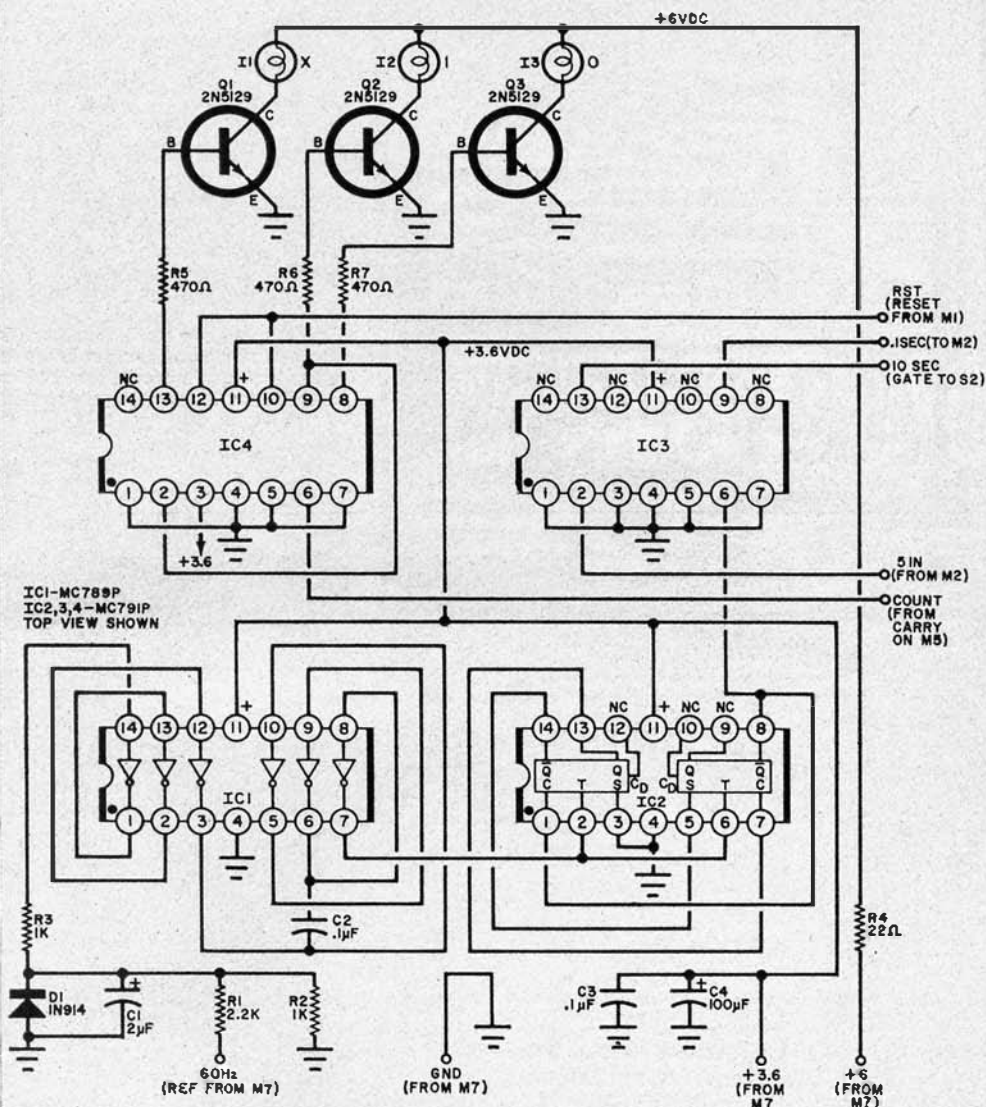 +6VDC
I1 X
I2 1
I3 0
Q1
2N5129
Q2
2N5129
Q3
2N5129
C
C
C
B
B
B
E
E
E
R5
470Ω
R6
470Ω
R7
470Ω
RST
(RESET
FROM M1)
+3.6VDC
.1SEC(TO M2)
10 SEC
(GATE TO S2)
NC +
14 13 12 11 10 9 8
IC4
1 2 3 4 5 6 7
+3.6
NC NC + NC NC
14 13 12 11 10 9 8
IC3
1 2 3 4 5 6 7
5 IN
(FROM M2)
COUNT
(FROM
CARRY
ON M5)
IC1-MC789P
IC2,3,4-MC791P
TOP VIEW SHOWN
+
14 13 12 11 10 9 8
IC1
1 2 3 4 5 6 7
NC + NC NC
14 13 12 11 10 9 8
Q̅ Q CD CD Q Q̅
C T S S T C
IC2
1 2 3 4 5 6 7
R3
1K
C2
.1µF
R4
22Ω
D1
1N914
+
C1
2µF
R1
2.2K
R2
1K
C3
.1µF
+
C4
100µF
60Hz
(REF FROM M7)
GND
(FROM M7)
+3.6
(FROM
M7
+6
(FROM
M7)